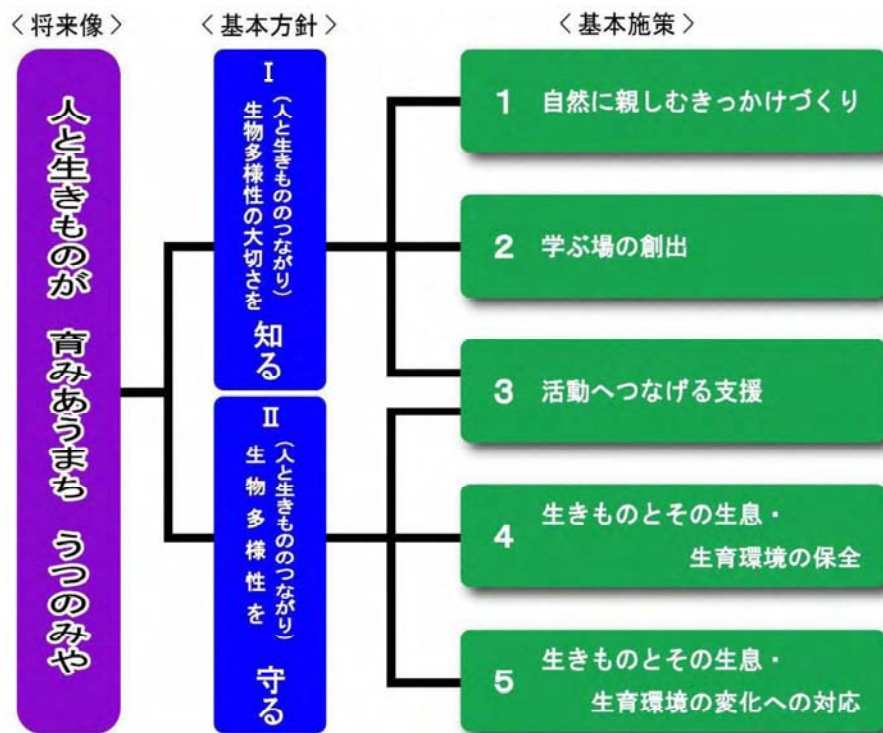 〈将来像〉
〈基本方針〉
〈基本施策〉
人と生きものが 育みあうまち うつのみや
Ⅰ
生物多様性の大切さを
(人と生きもののつながり)
知る
Ⅱ
生物多様性を
(人と生きもののつながり)
守る
1 自然に親しむきっかけづくり
2 学ぶ場の創出
3 活動へつなげる支援
4 生きものとその生息・
生育環境の保全
5 生きものとその生息・
生育環境の変化への対応